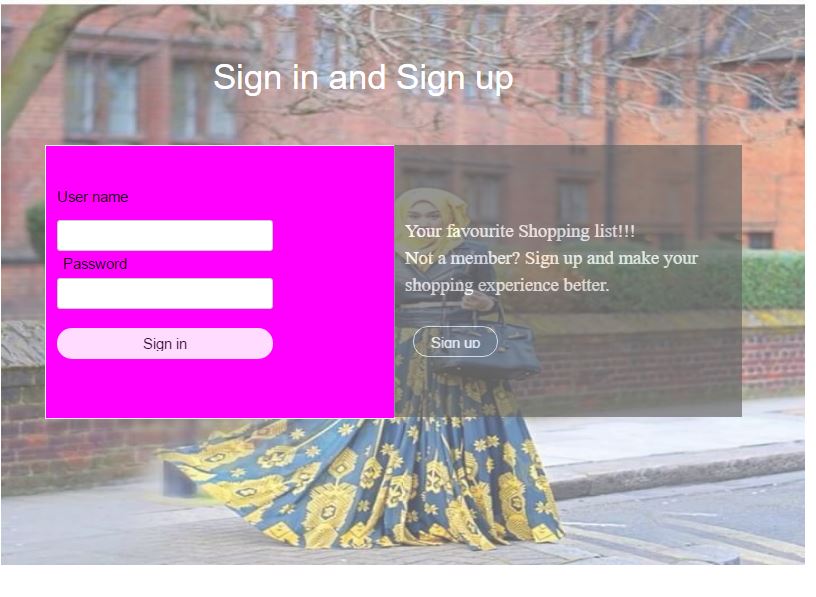 Sign in and Sign up
User name
Password
Sign in
Your favourite Shopping list!!!
Not a member? Sign up and make your
shopping experience better.
Sign up